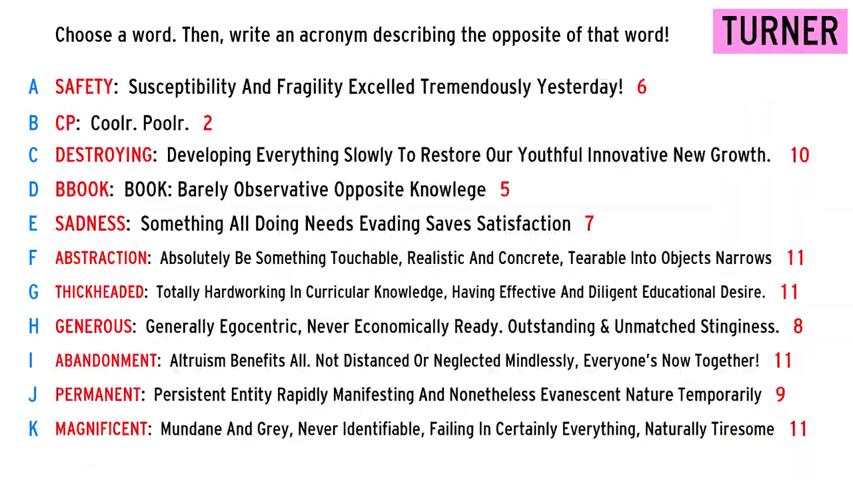 Choose a word. Then, write an acronym describing the opposite of that word!
TURNER
A SAFETY: Susceptibility And Fragility Excelled Tremendously Yesterday! 6
B CP: Coolr. Poolr. 2
C DESTROYING: Developing Everything Slowly To Restore Our Youthful Innovative New Growth. 10
D BBOOK: BOOK: Barely Observative Opposite Knowlege 5
E SADNESS: Something All Doing Needs Evading Saves Satisfaction 7
F ABSTRACTION: Absolutely Be Something Touchable, Realistic And Concrete, Tearable Into Objects Narrows 11
G THICKHEADED: Totally Hardworking In Curricular Knowledge, Having Effective And Diligent Educational Desire. 11
H GENEROUS: Generally Egocentric, Never Economically Ready. Outstanding & Unmatched Stinginess. 8
I ABANDONMENT: Altruism Benefits All. Not Distanced Or Neglected Mindlessly, Everyone's Now Together! 11
J PERMANENT: Persistent Entity Rapidly Manifesting And Nonetheless Evanescent Nature Temporarily 9
K MAGNIFICENT: Mundane And Grey, Never Identifiable, Failing In Certainly Everything, Naturally Tiresome 11